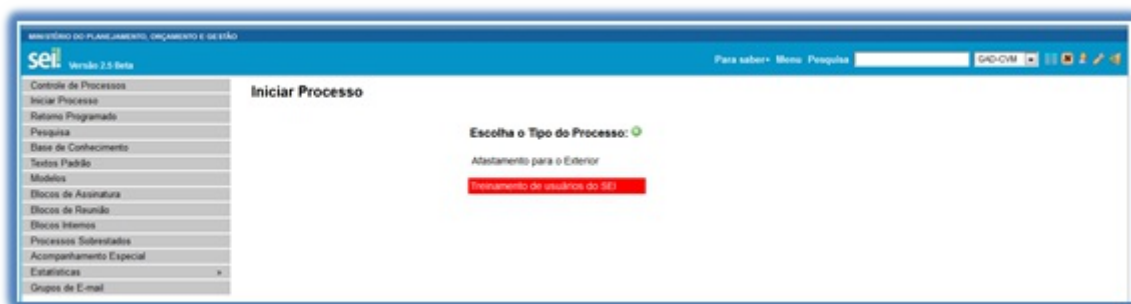 MINISTÉRIO DO PLANEJAMENTO, ORÇAMENTO E GESTÃO
sei! Versão 2.5 Beta
Para saber+ Menu Pesquisa GAD-CVM
Controle de Processos
Iniciar Processo
Retorno Programado
Pesquisa
Base de Conhecimento
Textos Padrão
Modelos
Blocos de Assinatura
Blocos de Reunião
Blocos Internos
Processos Sobrestados
Acompanhamento Especial
Estatísticas
Grupos de E-mail
Iniciar Processo
Escolha o Tipo do Processo:
Afastamento para o Exterior
Treinamento de usuários do SEI